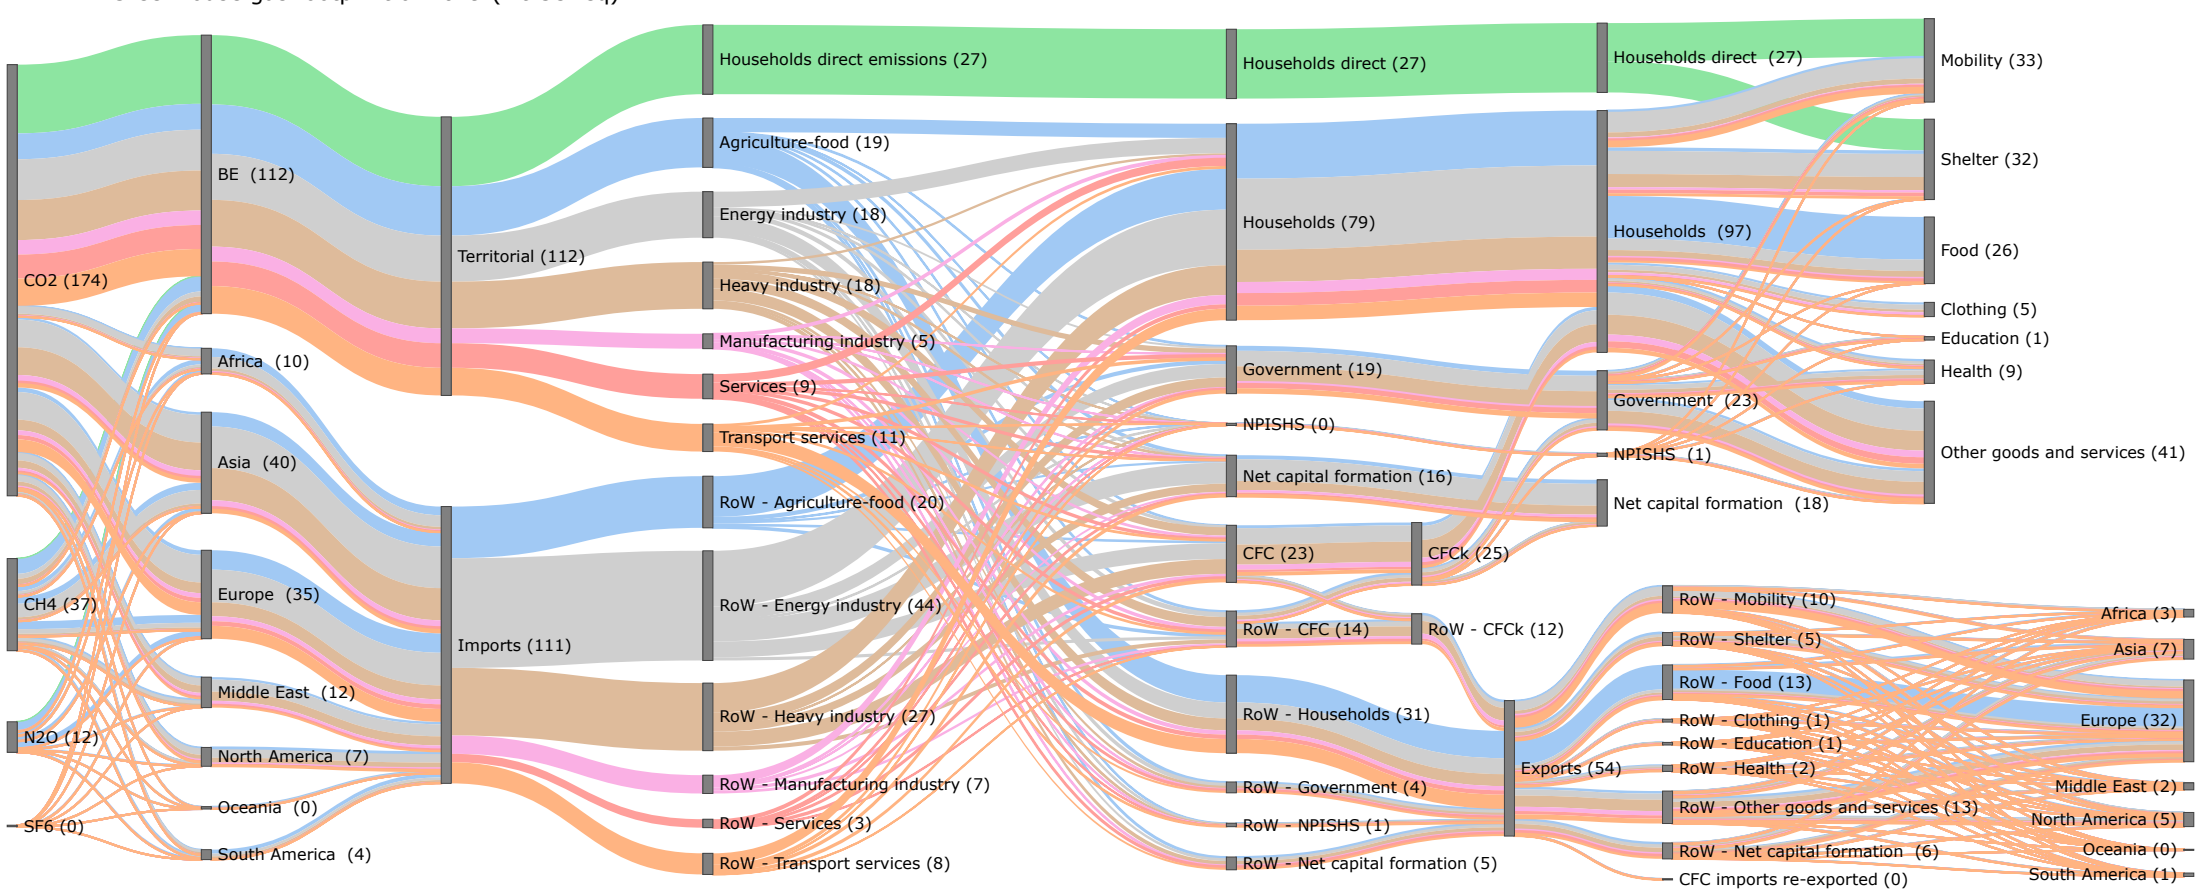 CO2 (174)
CH4 (37)
N2O (12)
SF6 (0)
BE (112)
Africa (10)
Asia (40)
Europe (35)
Middle East (12)
North America (7)
Oceania (0)
South America (4)
Territorial (112)
Imports (111)
Households direct emissions (27)
Agriculture-food (19)
Energy industry (18)
Heavy industry (18)
Manufacturing industry (5)
Services (9)
Transport services (11)
RoW - Agriculture-food (20)
RoW - Energy industry (44)
RoW - Heavy industry (27)
RoW - Manufacturing industry (7)
RoW - Services (3)
RoW - Transport services (8)
Households direct (27)
Households (79)
Government (19)
NPISHS (0)
Net capital formation (16)
CFC (23)
RoW - CFC (14)
RoW - Households (31)
RoW - Government (4)
RoW - NPISHS (1)
RoW - Net capital formation (5)
CFCk (25)
RoW - CFCk (12)
Exports (54)
Households direct (27)
Households (97)
Government (23)
NPISHS (1)
Net capital formation (18)
RoW - Mobility (10)
RoW - Shelter (5)
RoW - Food (13)
RoW - Clothing (1)
RoW - Education (1)
RoW - Health (2)
RoW - Other goods and services (13)
RoW - Net capital formation (6)
CFC imports re-exported (0)
Mobility (33)
Shelter (32)
Food (26)
Clothing (5)
Education (1)
Health (9)
Other goods and services (41)
Africa (3)
Asia (7)
Europe (32)
Middle East (2)
North America (5)
Oceania (0)
South America (1)